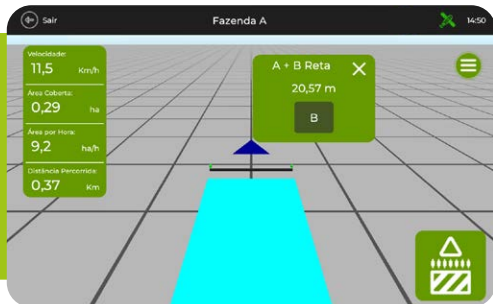 Sair
Fazenda A
14:50
Velocidade:
11,5 Km/h
Área Coberta:
0,29 ha
Área por Hora:
9,2 ha/h
Distância Percorrida:
0,37 Km
A + B Reta
20,57 m
B